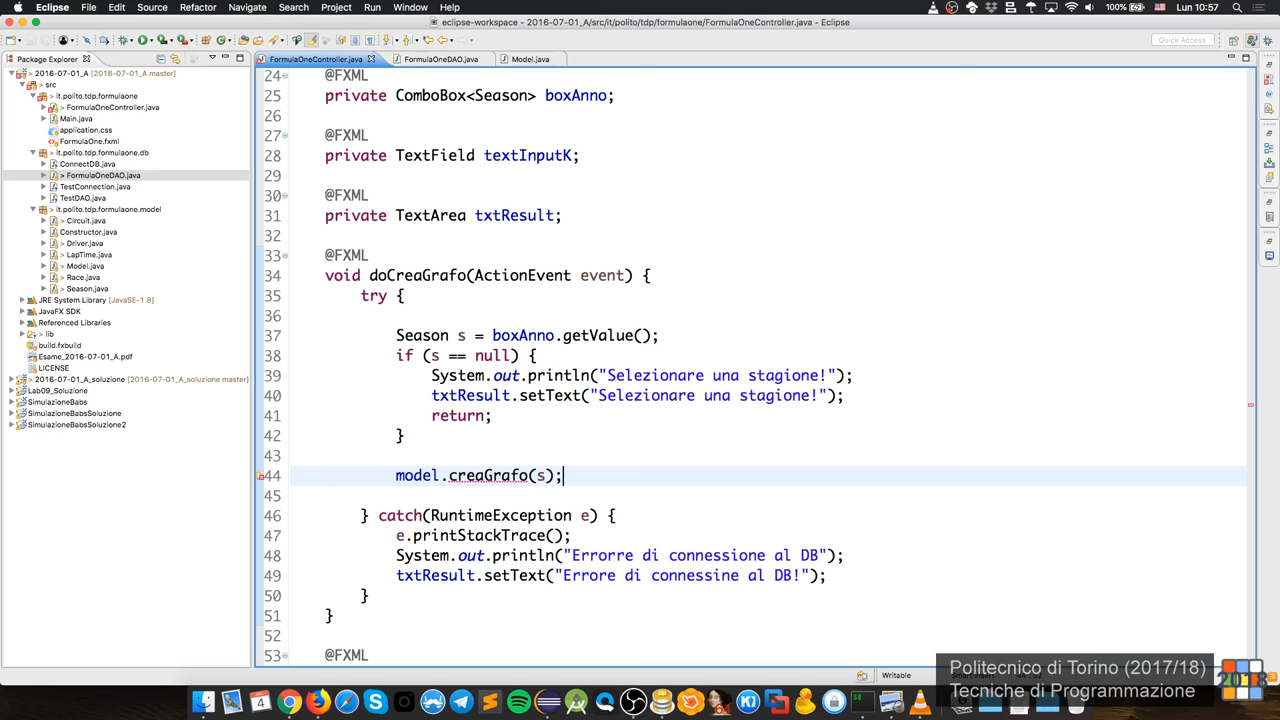 Eclipse File Edit Source Refactor Navigate Search Project Run Window Help 100% Lun 10:57
eclipse-workspace - 2016-07-01_A/src/it/polito/tdp/formulaone/FormulaOneController.java - Eclipse
Quick Access
Package Explorer
2016-07-01_A [2016-07-01_A master]
src
it.polito.tdp.formulaone
FormulaOneController.java
Main.java
application.css
FormulaOne.fxml
it.polito.tdp.formulaone.db
ConnectDB.java
> FormulaOneDAO.java
TestConnection.java
TestDAO.java
it.polito.tdp.formulaone.model
> Circuit.java
Constructor.java
> Driver.java
> LapTime.java
> Model.java
> Race.java
> Season.java
JRE System Library [JavaSE-1.8]
JavaFX SDK
Referenced Libraries
> lib
build.fxbuild
Esame_2016-07-01_A.pdf
LICENSE
> 2016-07-01_A_soluzione [2016-07-01_A_soluzione master]
Lab09_Soluzione
SimulazioneBabs
SimulazioneBabsSoluzione
SimulazioneBabsSoluzione2
FormulaOneController.java FormulaOneDAO.java Model.java
24 @FXML
25 private ComboBox<Season> boxAnno;
26
27 @FXML
28 private TextField textInputK;
29
30 @FXML
31 private TextArea txtResult;
32
33 @FXML
34 void doCreaGrafo(ActionEvent event) {
35 try {
36
37 Season s = boxAnno.getValue();
38 if (s == null) {
39 System.out.println("Selezionare una stagione!");
40 txtResult.setText("Selezionare una stagione!");
41 return;
42 }
43
44 model.creaGrafo(s);
45
46 } catch(RuntimeException e) {
47 e.printStackTrace();
48 System.out.println("Errorre di connessione al DB");
49 txtResult.setText("Errore di connessine al DB!");
50 }
51 }
52
53 @FXML
Writable
Politecnico di Torino (2017/18)
Tecniche di Programmazione
2018